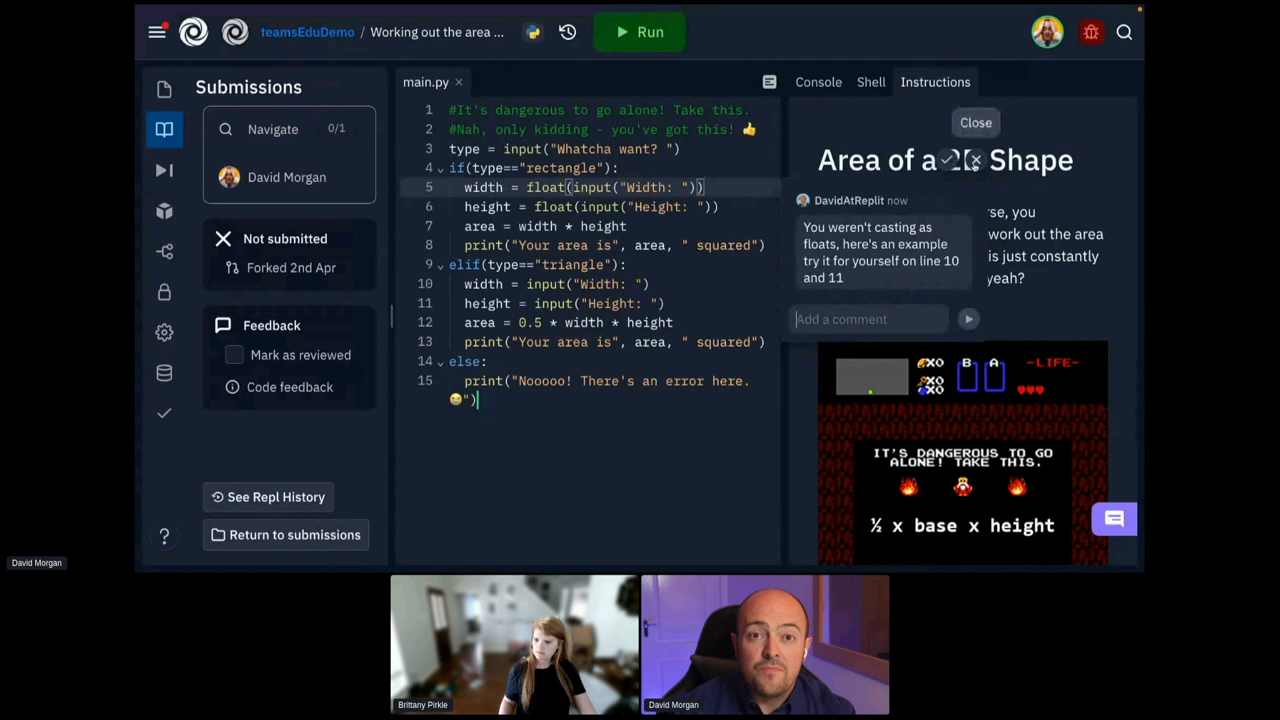 teamsEduDemo / Working out the area ...
Run
Submissions
Navigate 0/1
David Morgan
Not submitted
Forked 2nd Apr
Feedback
Mark as reviewed
Code feedback
See Repl History
Return to submissions
main.py
1 #It's dangerous to go alone! Take this.
2 #Nah, only kidding - you've got this! 👍
3 type = input("Whatcha want? ")
4 if(type=="rectangle"):
5 width = float(input("Width: "))
6 height = float(input("Height: "))
7 area = width * height
8 print("Your area is", area, " squared")
9 elif(type=="triangle"):
10 width = input("Width: ")
11 height = input("Height: ")
12 area = 0.5 * width * height
13 print("Your area is", area, " squared")
14 else:
15 print("Nooooo! There's an error here.
😭")
Console Shell Instructions
Close
Area of a 2D Shape
DavidAtReplit now
You weren't casting as
floats, here's an example
try it for yourself on line 10
and 11
Add a comment
se, you
work out the area
is just constantly
yeah?
X0
X0
X0
B A
-LIFE-
IT'S DANGEROUS TO GO
ALONE! TAKE THIS.
½ x base x height
David Morgan
Brittany Pirkle
David Morgan